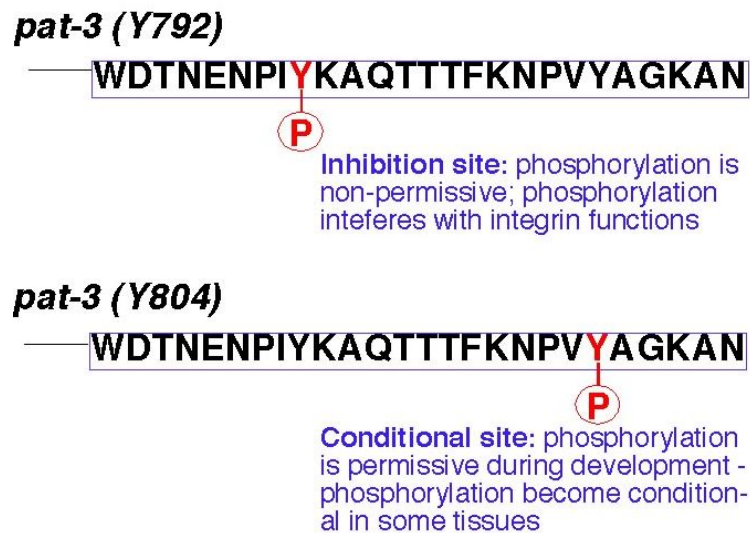 pat-3 (Y792)
WDTNENPIYKAQTTTFKNPVYAGKAN
P
Inhibition site: phosphorylation is
non-permissive; phosphorylation
inteferes with integrin functions
pat-3 (Y804)
WDTNENPIYKAQTTTFKNPVYAGKAN
P
Conditional site: phosphorylation
is permissive during development -
phosphorylation become condition-
al in some tissues